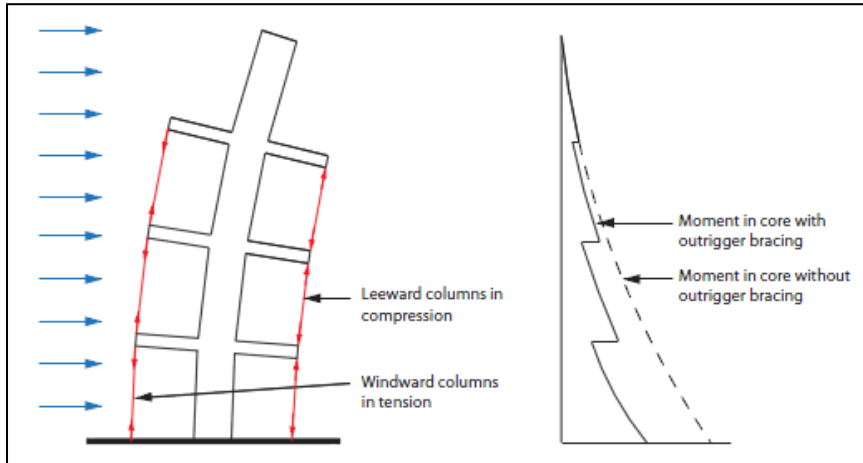 Leeward columns in
compression
Windward columns
in tension
Moment in core with
outrigger bracing
Moment in core without
outrigger bracing